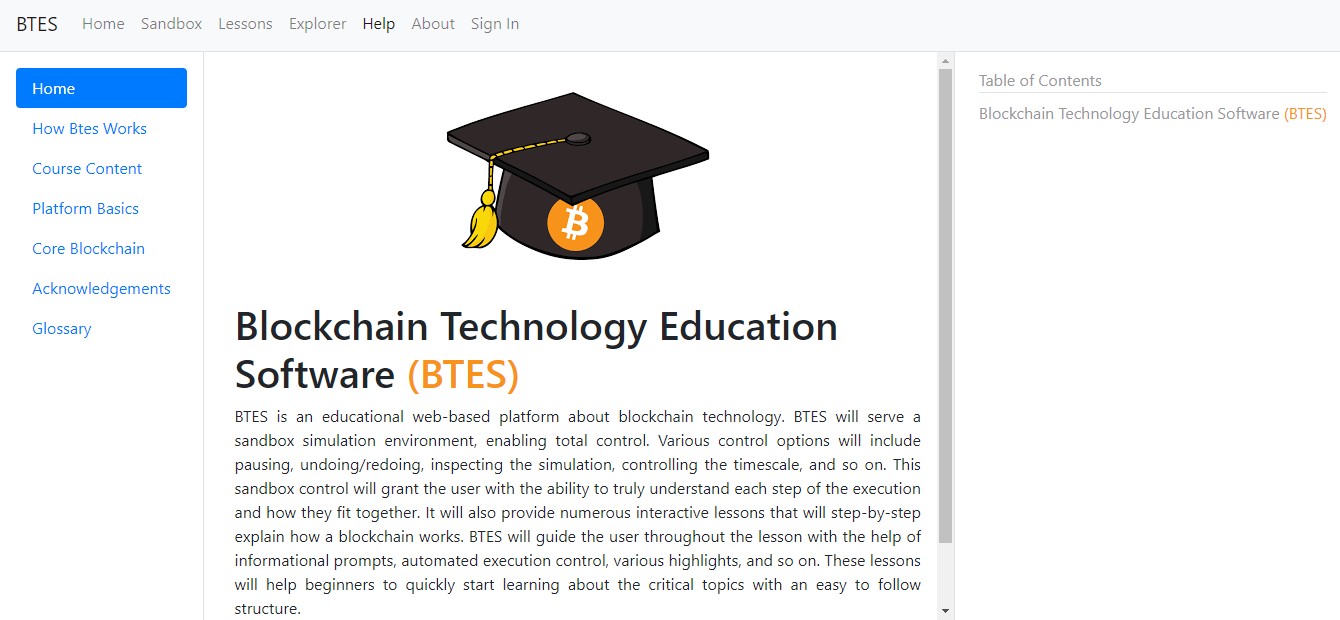 BTES Home Sandbox Lessons Explorer Help About Sign In
Home
How Btes Works
Course Content
Platform Basics
Core Blockchain
Acknowledgements
Glossary
Blockchain Technology Education
Software (BTES)
BTES is an educational web-based platform about blockchain technology. BTES will serve a
sandbox simulation environment, enabling total control. Various control options will include
pausing, undoing/redoing, inspecting the simulation, controlling the timescale, and so on. This
sandbox control will grant the user with the ability to truly understand each step of the execution
and how they fit together. It will also provide numerous interactive lessons that will step-by-step
explain how a blockchain works. BTES will guide the user throughout the lesson with the help of
informational prompts, automated execution control, various highlights, and so on. These lessons
will help beginners to quickly start learning about the critical topics with an easy to follow
structure.
Table of Contents
Blockchain Technology Education Software (BTES)